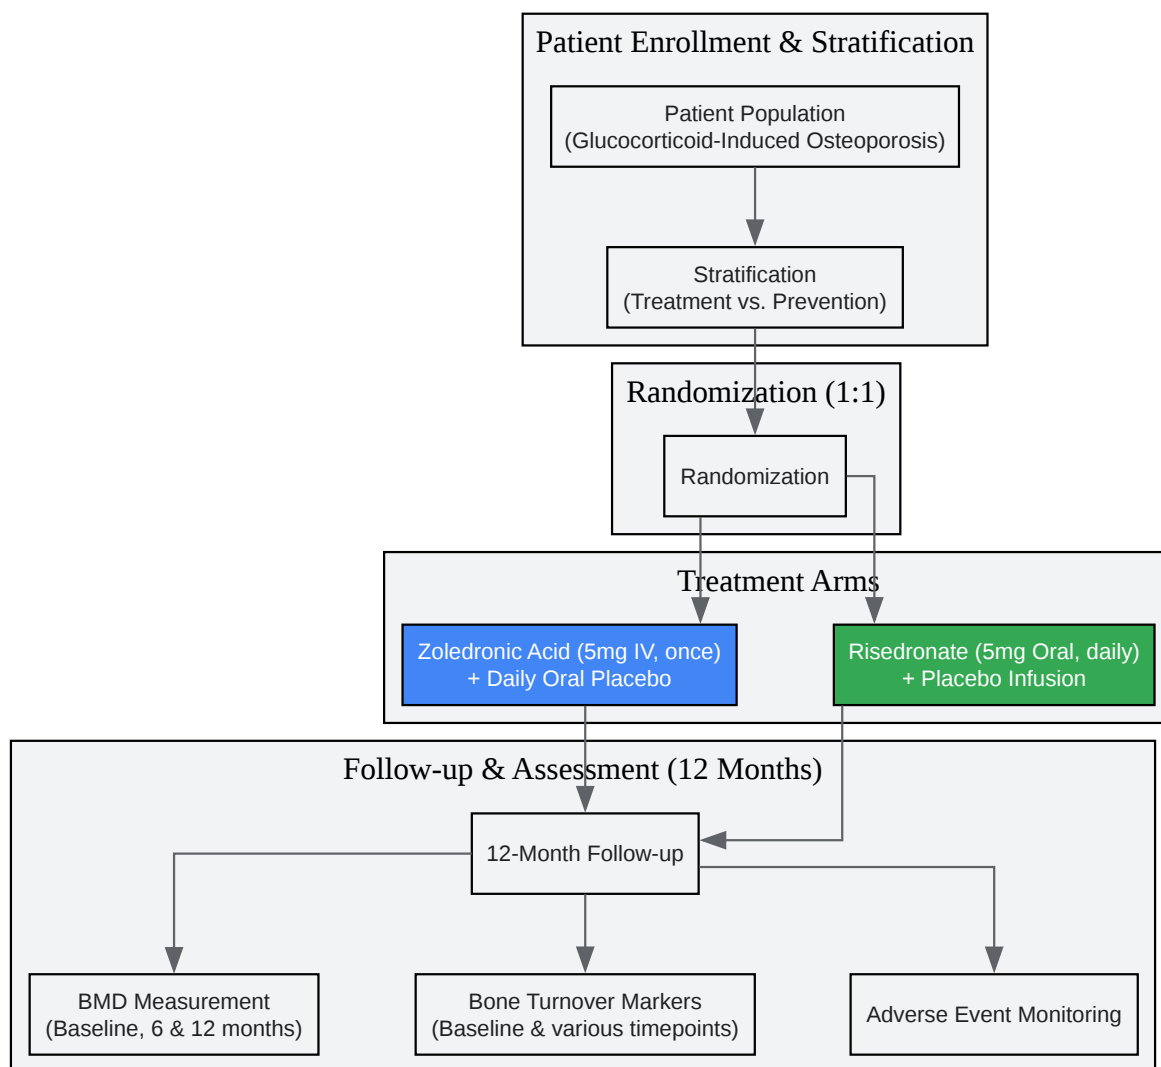 Patient Enrollment & Stratification
Patient Population
(Glucocorticoid-Induced Osteoporosis)
Stratification
(Treatment vs. Prevention)
Randomization (1:1)
Randomization
Treatment Arms
Zoledronic Acid (5mg IV, once)
+ Daily Oral Placebo
Risedronate (5mg Oral, daily)
+ Placebo Infusion
Follow-up & Assessment (12 Months)
12-Month Follow-up
BMD Measurement
(Baseline, 6 & 12 months)
Bone Turnover Markers
(Baseline & various timepoints)
Adverse Event Monitoring